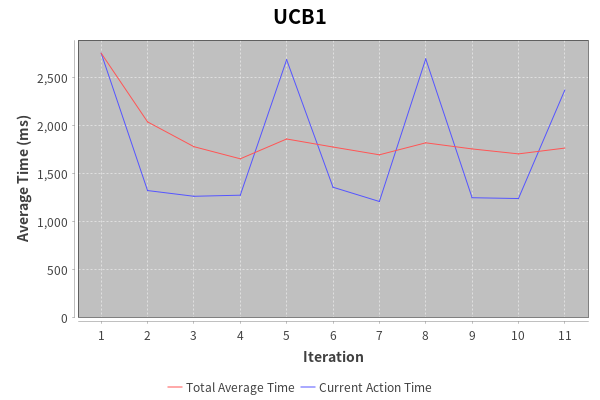 UCB1
Average Time (ms)
2,500
2,000
1,500
1,000
500
0
1 2 3 4 5 6 7 8 9 10 11
Iteration
Total Average Time Current Action Time